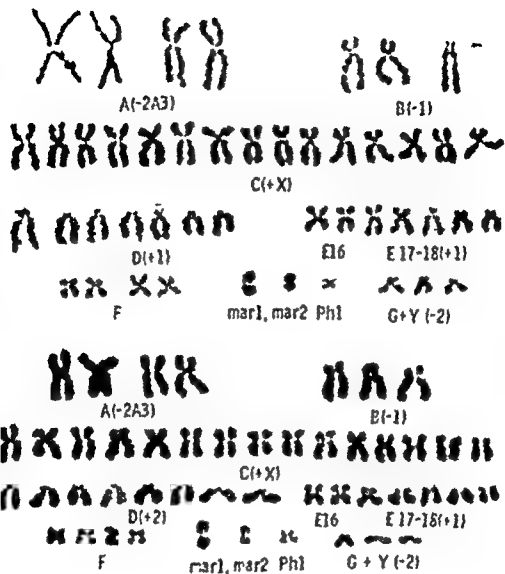 A(-2A3) B(-1)
C(+X)
D(+1) E16 E 17-18(+1)
F mar1, mar2 Ph1 G+Y (-2)
A(-2A3) B(-1)
C(+X)
D(+2) E16 E 17-18(+1)
F mar1, mar2 Ph1 G + Y (-2)